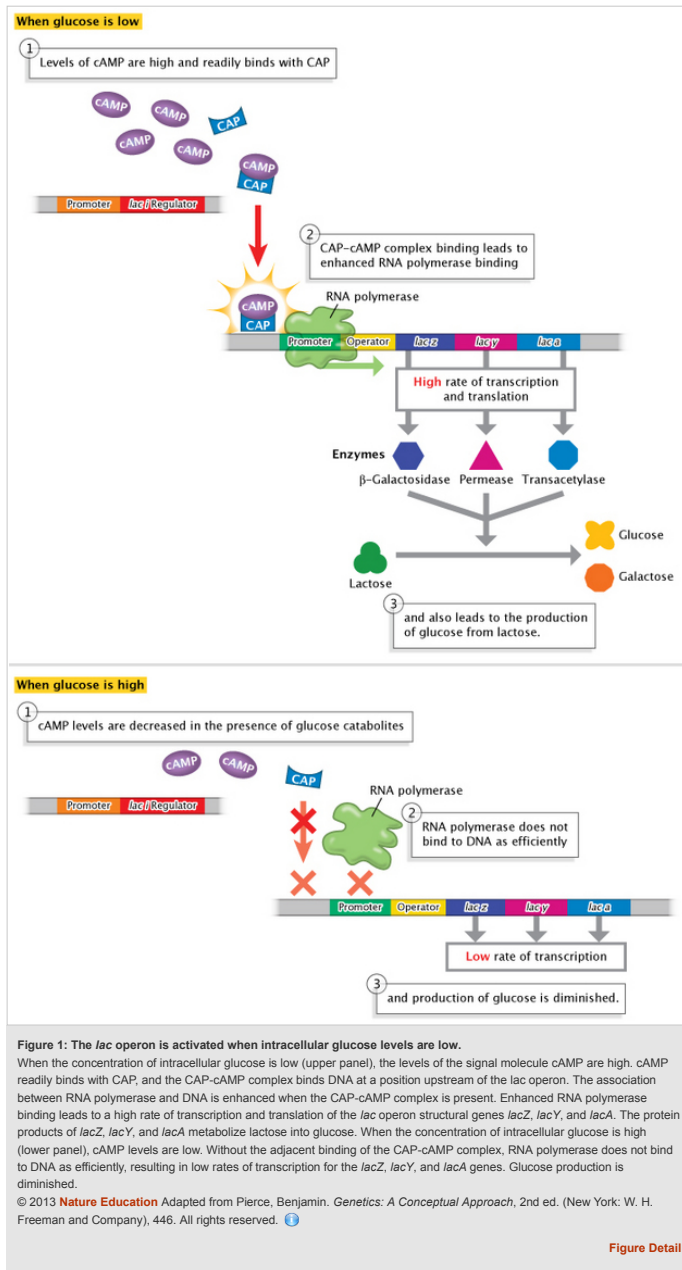 When glucose is low
1
Levels of cAMP are high and readily binds with CAP
cAMP
cAMP
CAP
cAMP
cAMP
cAMP
CAP
Promoter
lac i Regulator
2
CAP–cAMP complex binding leads to
enhanced RNA polymerase binding
RNA polymerase
cAMP
CAP
Promoter
Operator
lac z
lac y
lac a
High rate of transcription
and translation
Enzymes
β-Galactosidase
Permease
Transacetylase
Glucose
Lactose
Galactose
3
and also leads to the production
of glucose from lactose.
When glucose is high
1
cAMP levels are decreased in the presence of glucose catabolites
cAMP
cAMP
CAP
RNA polymerase
Promoter
lac i Regulator
2
RNA polymerase does not
bind to DNA as efficiently
Promoter
Operator
lac z
lac y
lac a
Low rate of transcription
3
and production of glucose is diminished.
Figure 1: The lac operon is activated when intracellular glucose levels are low.
When the concentration of intracellular glucose is low (upper panel), the levels of the signal molecule cAMP are high. cAMP
readily binds with CAP, and the CAP-cAMP complex binds DNA at a position upstream of the lac operon. The association
between RNA polymerase and DNA is enhanced when the CAP-cAMP complex is present. Enhanced RNA polymerase
binding leads to a high rate of transcription and translation of the lac operon structural genes lacZ, lacY, and lacA. The protein
products of lacZ, lacY, and lacA metabolize lactose into glucose. When the concentration of intracellular glucose is high
(lower panel), cAMP levels are low. Without the adjacent binding of the CAP-cAMP complex, RNA polymerase does not bind
to DNA as efficiently, resulting in low rates of transcription for the lacZ, lacY, and lacA genes. Glucose production is
diminished.
© 2013 Nature Education Adapted from Pierce, Benjamin. Genetics: A Conceptual Approach, 2nd ed. (New York: W. H.
Freeman and Company), 446. All rights reserved. i
Figure Detail